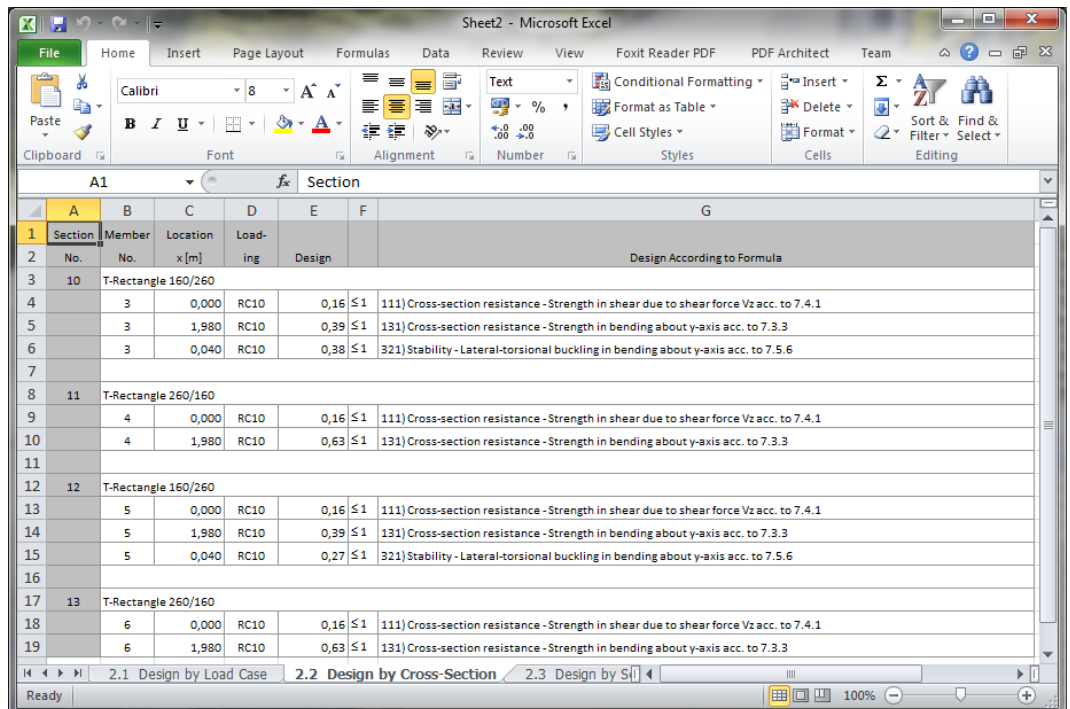 Sheet2 - Microsoft Excel
File Home Insert Page Layout Formulas Data Review View Foxit Reader PDF PDF Architect Team
Paste
Calibri 8 A A
B I U A
Text
% ,
Conditional Formatting
Format as Table
Cell Styles
Insert
Delete
Format
Σ
Sort & Filter
Find & Select
Clipboard Font Alignment Number Styles Cells Editing
A1 fx Section
A B C D E F G
1 Section Member Location Load-
2 No. No. x [m] ing Design Design According to Formula
3 10 T-Rectangle 160/260
4 3 0,000 RC10 0,16 ≤ 1 111) Cross-section resistance - Strength in shear due to shear force Vz acc. to 7.4.1
5 3 1,980 RC10 0,39 ≤ 1 131) Cross-section resistance - Strength in bending about y-axis acc. to 7.3.3
6 3 0,040 RC10 0,38 ≤ 1 321) Stability - Lateral-torsional buckling in bending about y-axis acc. to 7.5.6
7
8 11 T-Rectangle 260/160
9 4 0,000 RC10 0,16 ≤ 1 111) Cross-section resistance - Strength in shear due to shear force Vz acc. to 7.4.1
10 4 1,980 RC10 0,63 ≤ 1 131) Cross-section resistance - Strength in bending about y-axis acc. to 7.3.3
11
12 12 T-Rectangle 160/260
13 5 0,000 RC10 0,16 ≤ 1 111) Cross-section resistance - Strength in shear due to shear force Vz acc. to 7.4.1
14 5 1,980 RC10 0,39 ≤ 1 131) Cross-section resistance - Strength in bending about y-axis acc. to 7.3.3
15 5 0,040 RC10 0,27 ≤ 1 321) Stability - Lateral-torsional buckling in bending about y-axis acc. to 7.5.6
16
17 13 T-Rectangle 260/160
18 6 0,000 RC10 0,16 ≤ 1 111) Cross-section resistance - Strength in shear due to shear force Vz acc. to 7.4.1
19 6 1,980 RC10 0,63 ≤ 1 131) Cross-section resistance - Strength in bending about y-axis acc. to 7.3.3
2.1 Design by Load Case 2.2 Design by Cross-Section 2.3 Design by
Ready 100%